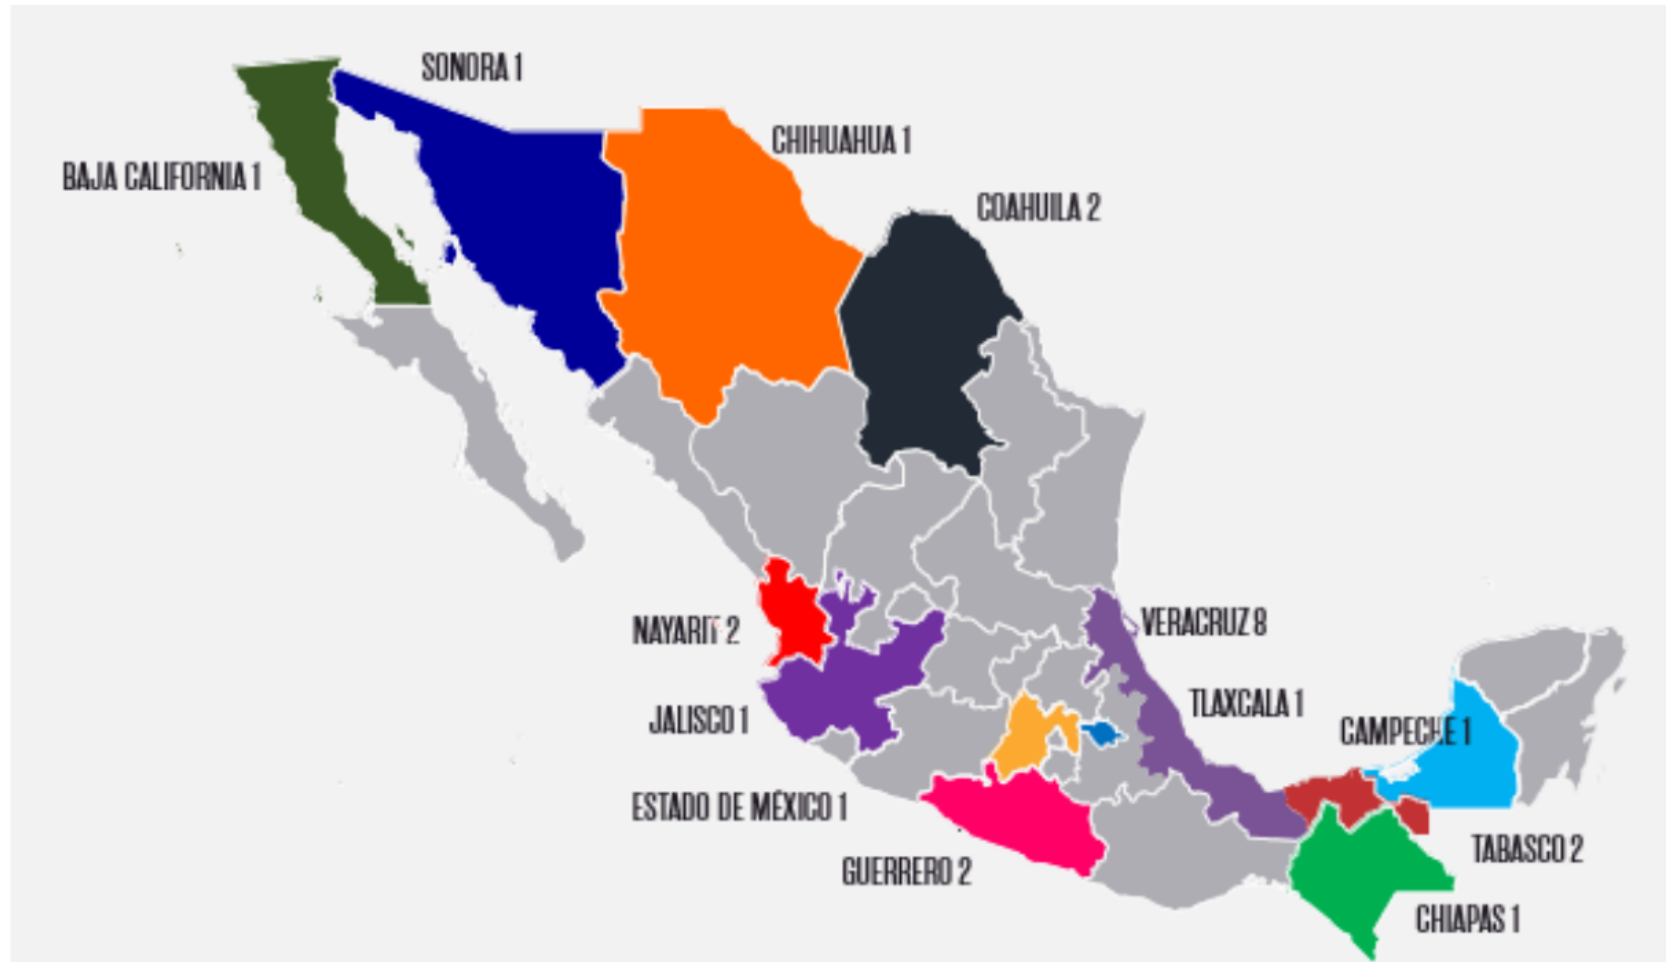 SONORA 1
CHIHUAHUA 1
BAJA CALIFORNIA 1
COAHUILA 2
NAYARIT 2
VERACRUZ 8
JALISCO 1
TLAXCALA 1
CAMPECHE 1
ESTADO DE MÉXICO 1
GUERRERO 2
TABASCO 2
CHIAPAS 1